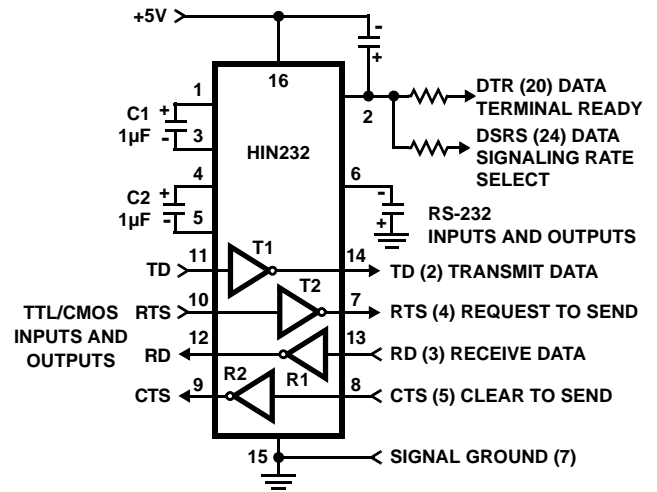 +5V
-
+
16
1
C1
+
1µF
-
3
2
DTR (20) DATA
TERMINAL READY
DSRS (24) DATA
SIGNALING RATE
SELECT
HIN232
4
C2
+
1µF
-
5
6
-
+
RS-232
INPUTS AND OUTPUTS
TD
11
T1
14
TD (2) TRANSMIT DATA
TTL/CMOS
INPUTS AND
OUTPUTS
RTS
10
T2
7
RTS (4) REQUEST TO SEND
RD
12
R1
13
RD (3) RECEIVE DATA
CTS
9
R2
8
CTS (5) CLEAR TO SEND
15
SIGNAL GROUND (7)